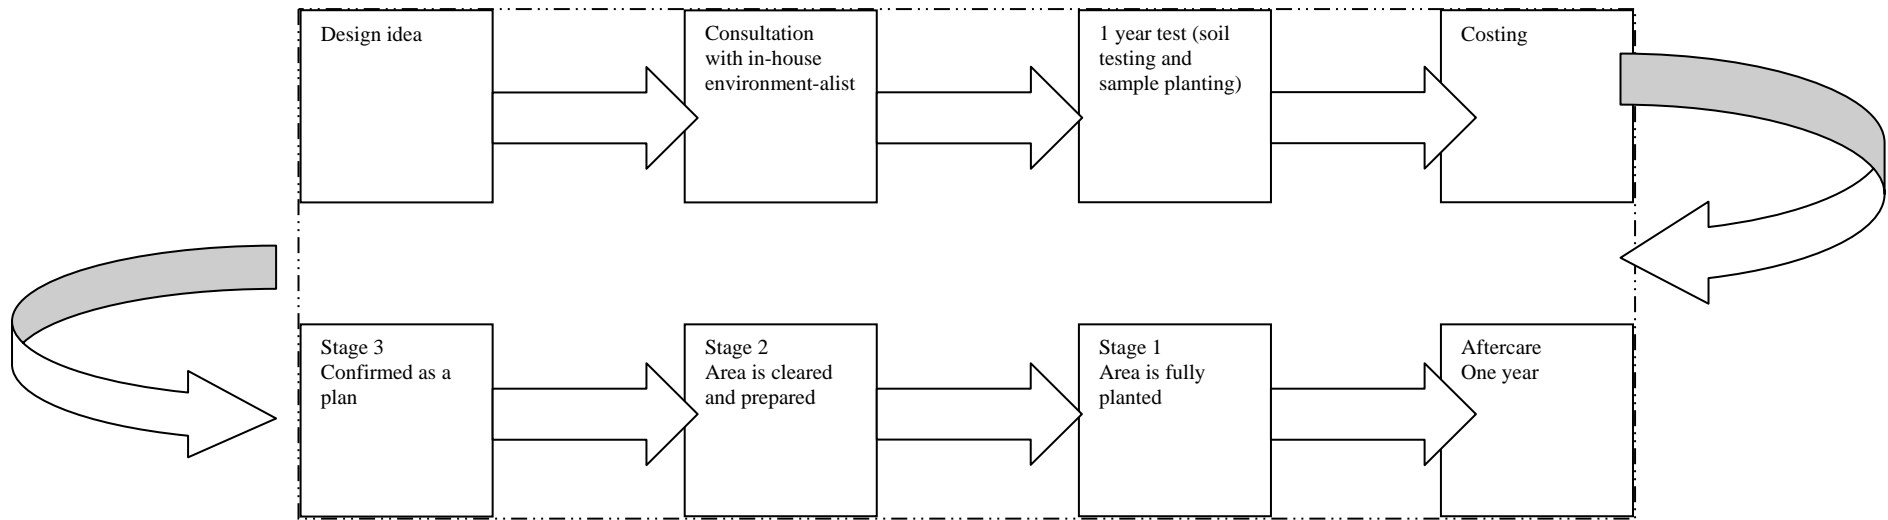 Design idea
Consultation
with in-house
environment-alist
1 year test (soil
testing and
sample planting)
Costing
Stage 3
Confirmed as a
plan
Stage 2
Area is cleared
and prepared
Stage 1
Area is fully
planted
Aftercare
One year